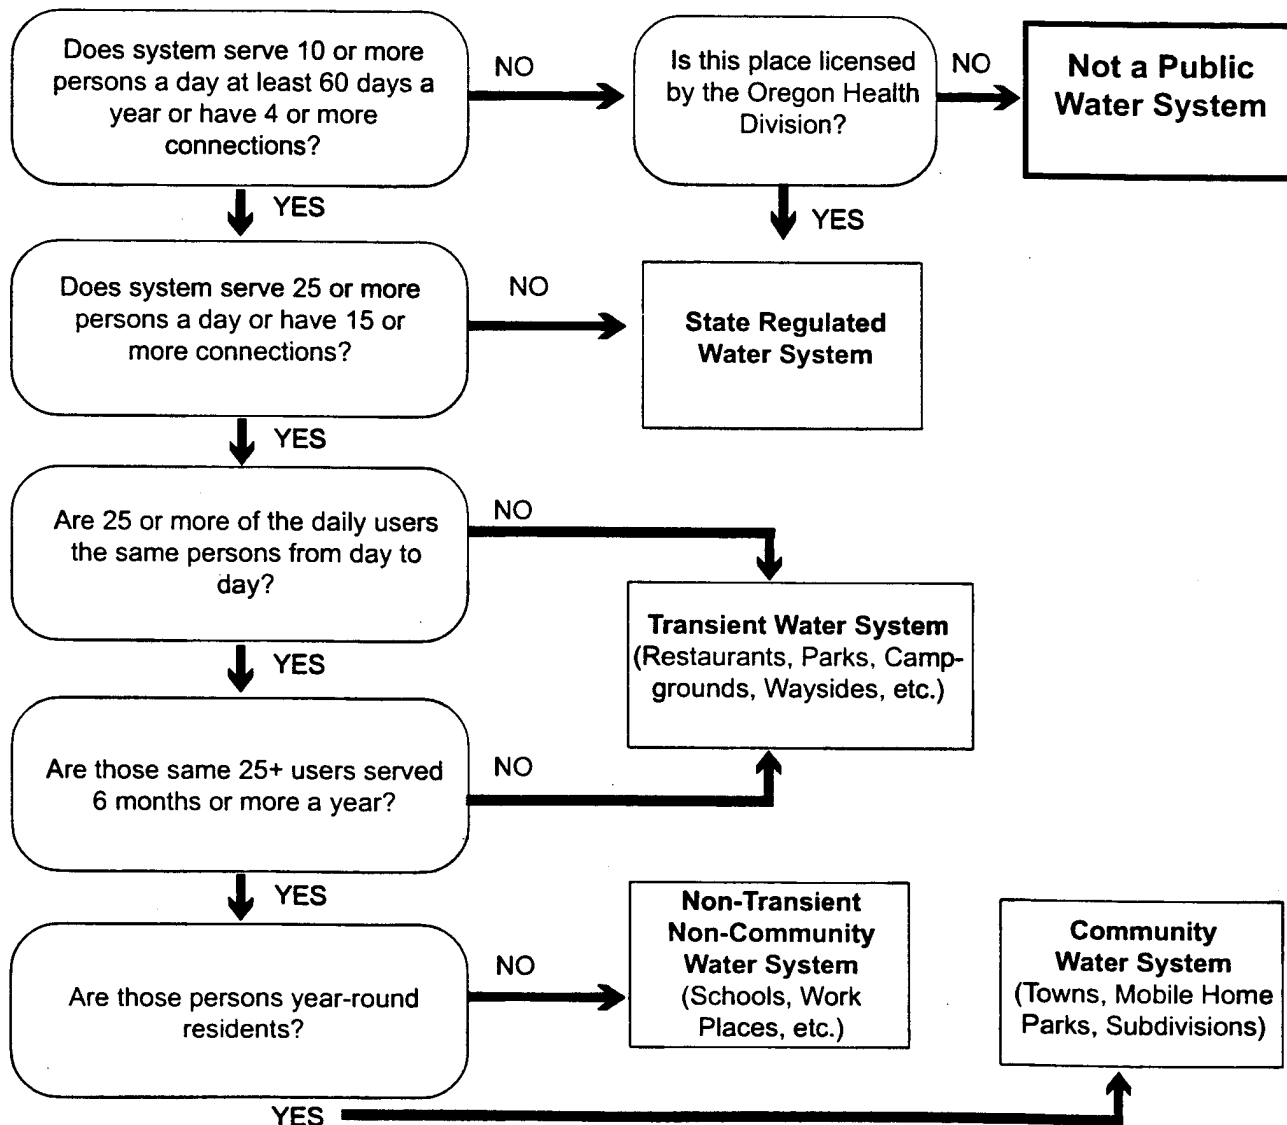 Does system serve 10 or more
persons a day at least 60 days a
year or have 4 or more
connections?
NO
Is this place licensed
by the Oregon Health
Division?
NO
Not a Public
Water System
YES
YES
Does system serve 25 or more
persons a day or have 15 or
more connections?
NO
State Regulated
Water System
YES
Are 25 or more of the daily users
the same persons from day to
day?
NO
Transient Water System
(Restaurants, Parks, Camp-
grounds, Waysides, etc.)
YES
Are those same 25+ users served
6 months or more a year?
NO
YES
Are those persons year-round
residents?
NO
Non-Transient
Non-Community
Water System
(Schools, Work
Places, etc.)
Community
Water System
(Towns, Mobile Home
Parks, Subdivisions)
YES